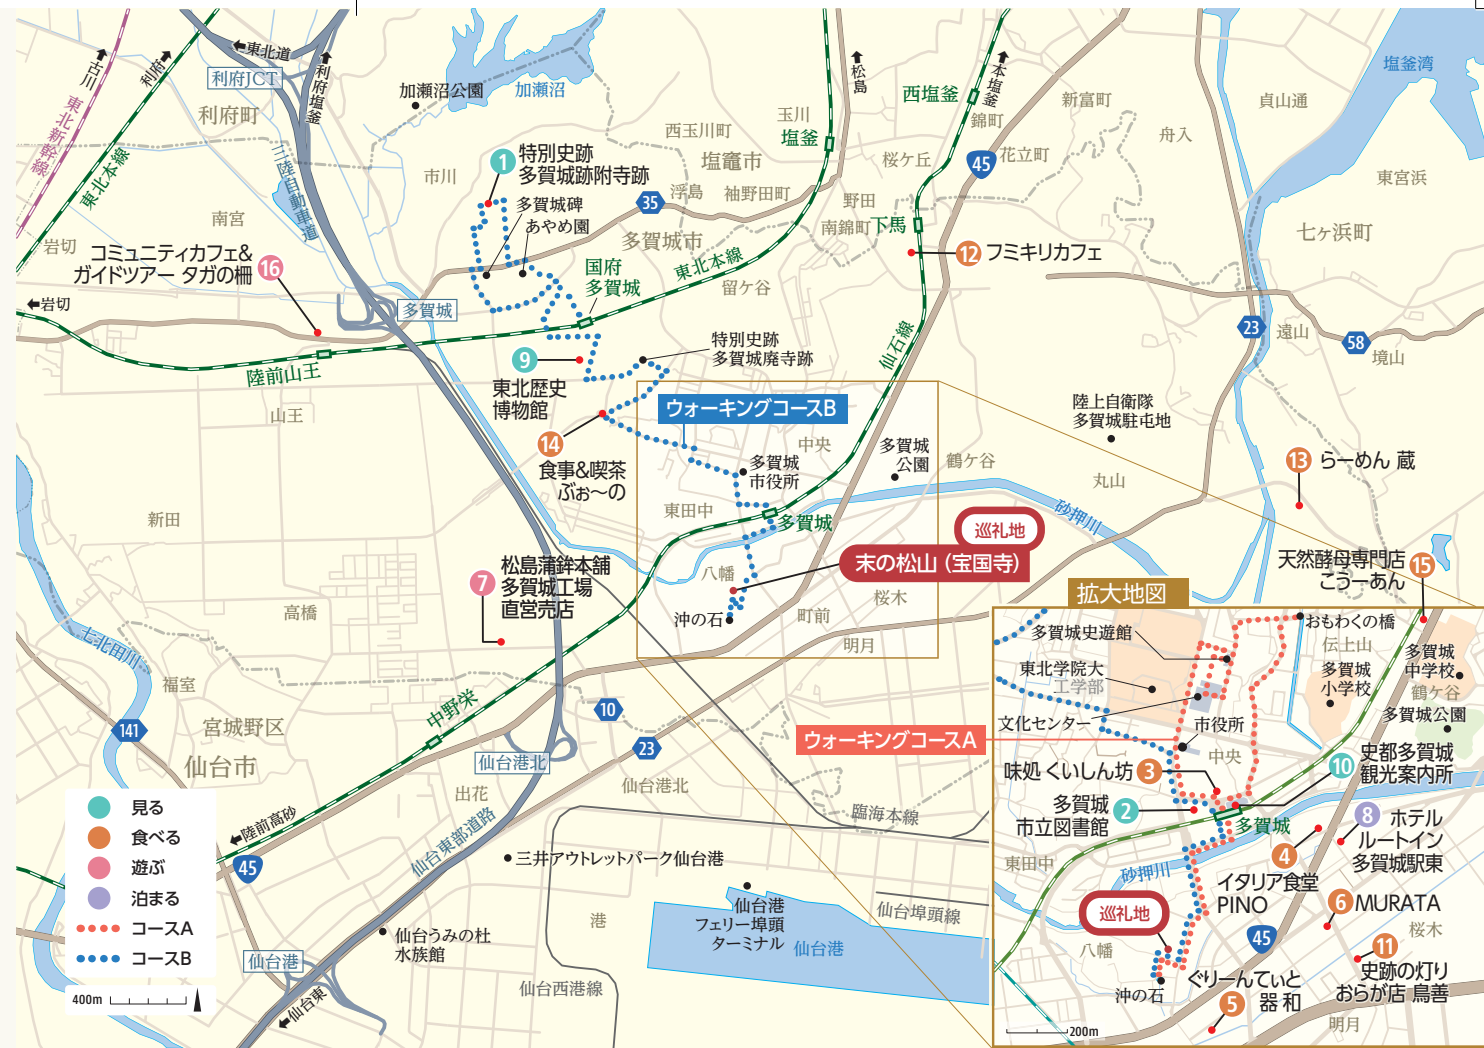 古川
利府
東北道
利府JCT
利府塩釜
利府町
東北新幹線
東北本線
三陸自動車道
加瀬沼公園
加瀬沼
西玉川町
玉川
塩釜
塩竈市
松島
西塩釜
本塩釜
錦町
新富町
貞山通
塩釜湾
舟入
花立町
45
桜ケ丘
東宮浜
七ヶ浜町
市川
1
特別史跡
多賀城跡附寺跡
多賀城碑
あやめ園
35
浮島
袖野田町
野田
南錦町
下馬
多賀城市
南宮
岩切
コミュニティカフェ&
ガイドツアー タガの柵
16
岩切
多賀城
国府
多賀城
東北本線
留ケ谷
12
フミキリカフェ
仙石線
23
遠山
58
境山
陸前山王
山王
9
東北歴史
博物館
特別史跡
多賀城廃寺跡
14
食事&喫茶
ぶぉ〜の
ウォーキングコースB
中央
多賀城
市役所
多賀城
公園
鶴ケ谷
陸上自衛隊
多賀城駐屯地
丸山
13
らーめん 蔵
新田
東田中
多賀城
砂押川
巡礼地
末の松山（宝国寺）
八幡
沖の石
町前
桜木
明月
7
松島蒲鉾本舗
多賀城工場
直営売店
高橋
七北田川
福室
141
宮城野区
仙台市
中野栄
10
23
仙台港北
仙台港北
出花
陸前高砂
45
仙台東部道路
臨海本線
三井アウトレットパーク仙台港
仙台港
フェリー埠頭
ターミナル
仙台港
仙台埠頭線
港
仙台うみの杜
水族館
仙台港
仙台東
仙台西港線
見る
食べる
遊ぶ
泊まる
コースA
コースB
400m
天然酵母専門店
こうーあん
15
拡大地図
おもわくの橋
多賀城史遊館
伝上山
東北学院大
工学部
多賀城
小学校
多賀城
中学校
鶴ケ谷
多賀城公園
文化センター
市役所
中央
ウォーキングコースA
味処 くいしん坊
3
10
史都多賀城
観光案内所
多賀城
市立図書館
2
多賀城
8
ホテル
ルートイン
多賀城駅東
東田中
砂押川
4
イタリア食堂
PINO
6
MURATA
巡礼地
45
桜木
八幡
11
史跡の灯り
おらが店 鳥善
沖の石
ぐりーんてぃと
器 和
5
明月
200m